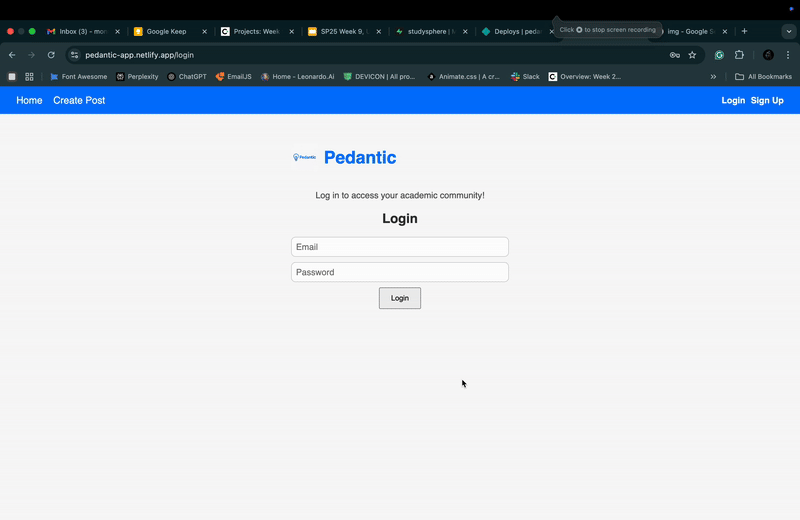 Click to stop screen recording
Inbox (3) - mon
Google Keep
Projects: Week
SP25 Week 9,
studysphere |
Deploys | peda
img - Google S
pedantic-app.netlify.app/login
Font Awesome
Perplexity
ChatGPT
EmailJS
Home - Leonardo.Ai
DEVICON | All pro...
Animate.css | A cr...
Slack
Overview: Week 2...
All Bookmarks
Home
Create Post
Login
Sign Up
Pedantic
Pedantic
Log in to access your academic community!
Login
Email
Password
Login